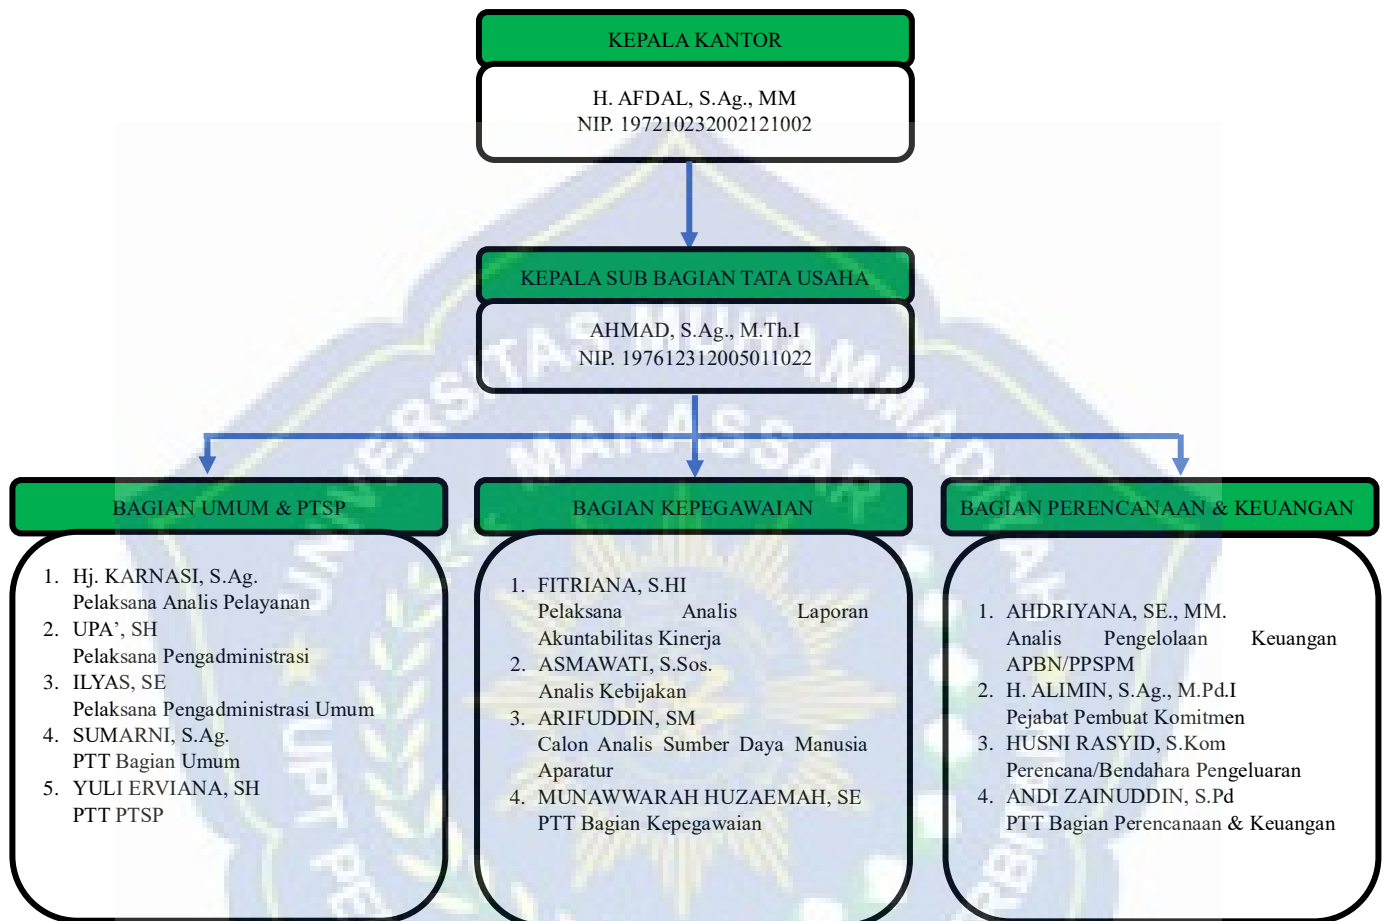 KEPALA KANTOR
H. AFDAL, S.Ag., MM
NIP. 197210232002121002
KEPALA SUB BAGIAN TATA USAHA
AHMAD, S.Ag., M.Th.I
NIP. 197612312005011022
BAGIAN UMUM & PTSP
1. Hj. KARNASI, S.Ag.
Pelaksana Analis Pelayanan
2. UPA’, SH
Pelaksana Pengadministrasi
3. ILYAS, SE
Pelaksana Pengadministrasi Umum
4. SUMARNI, S.Ag.
PTT Bagian Umum
5. YULI ERVIANA, SH
PTT PTSP
BAGIAN KEPEGAWAIAN
1. FITRIANA, S.HI
Pelaksana Analis Laporan
Akuntabilitas Kinerja
2. ASMAWATI, S.Sos.
Analis Kebijakan
3. ARIFUDDIN, SM
Calon Analis Sumber Daya Manusia
Aparatur
4. MUNAWWARAH HUZAEMAH, SE
PTT Bagian Kepegawaian
BAGIAN PERENCANAAN & KEUANGAN
1. AHDRIYANA, SE., MM.
Analis Pengelolaan Keuangan
APBN/PPSPM
2. H. ALIMIN, S.Ag., M.Pd.I
Pejabat Pembuat Komitmen
3. HUSNI RASYID, S.Kom
Perencana/Bendahara Pengeluaran
4. ANDI ZAINUDDIN, S.Pd
PTT Bagian Perencanaan & Keuangan
UNIVERSITAS MUHAMMADIYAH
MAKASSAR
UPT